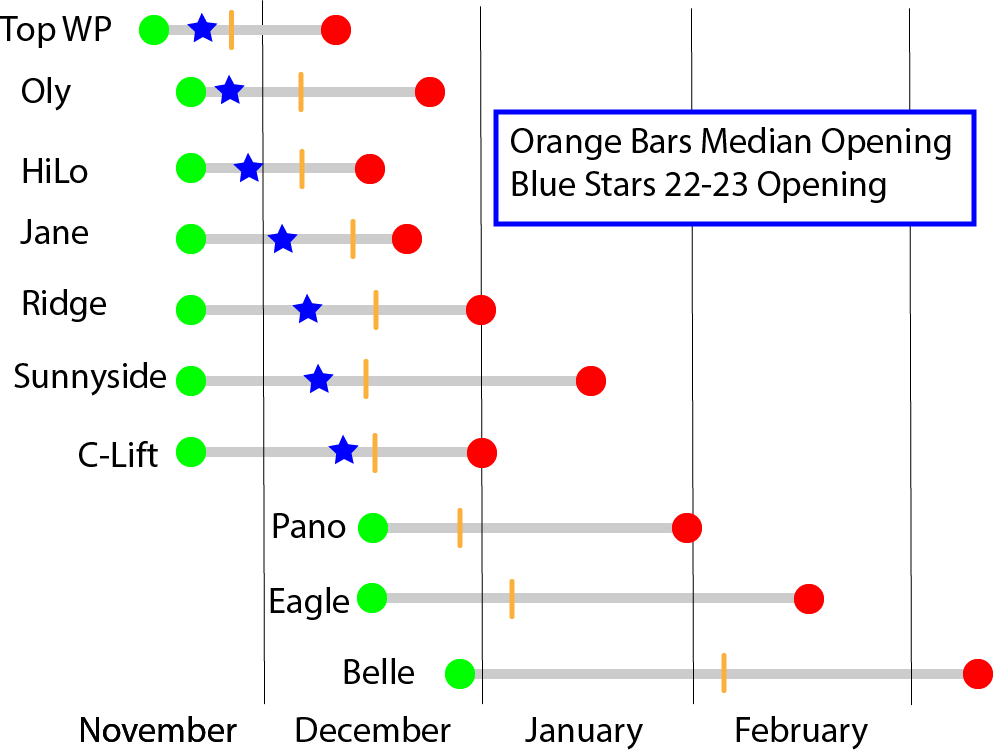 Top WP
Oly
Orange Bars Median Opening
Blue Stars 22-23 Opening
HiLo
Jane
Ridge
Sunnyside
C-Lift
Pano
Eagle
Belle
November December January February